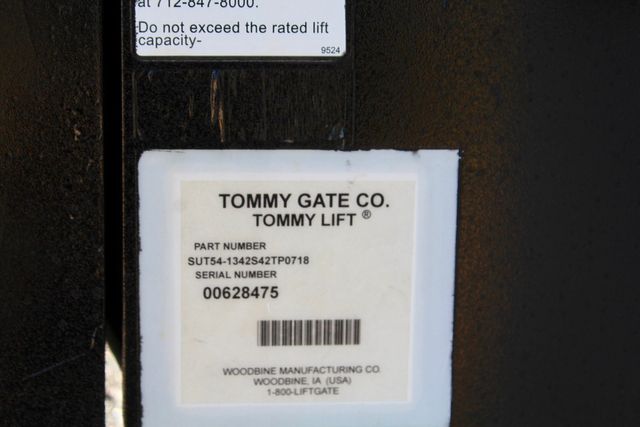 at 712-847-8000.
Do not exceed the rated lift
capacity-
9524
TOMMY GATE CO.
TOMMY LIFT ®
PART NUMBER
SUT54-1342S42TP0718
SERIAL NUMBER
00628475
WOODBINE MANUFACTURING CO
WOODBINE, IA (USA)
1-800-LIFTGATE